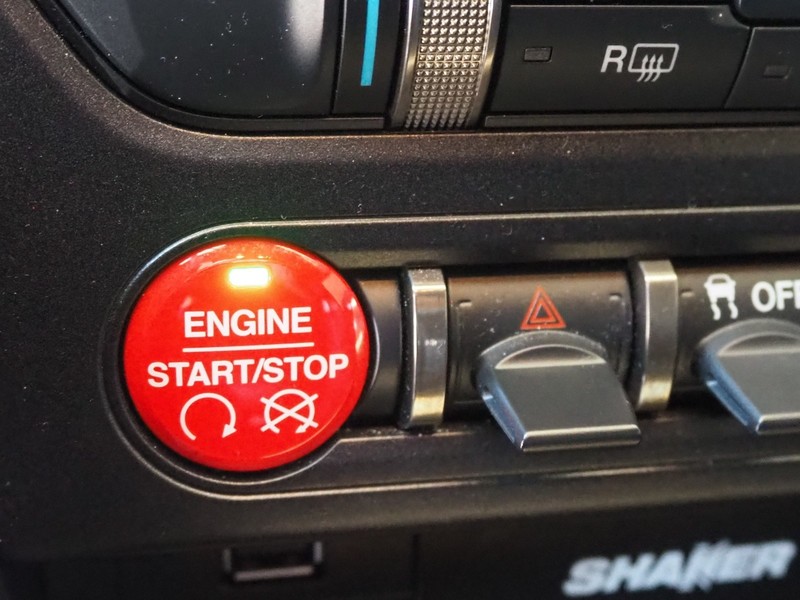 R
ENGINE
START/STOP
OFF
SHAKER